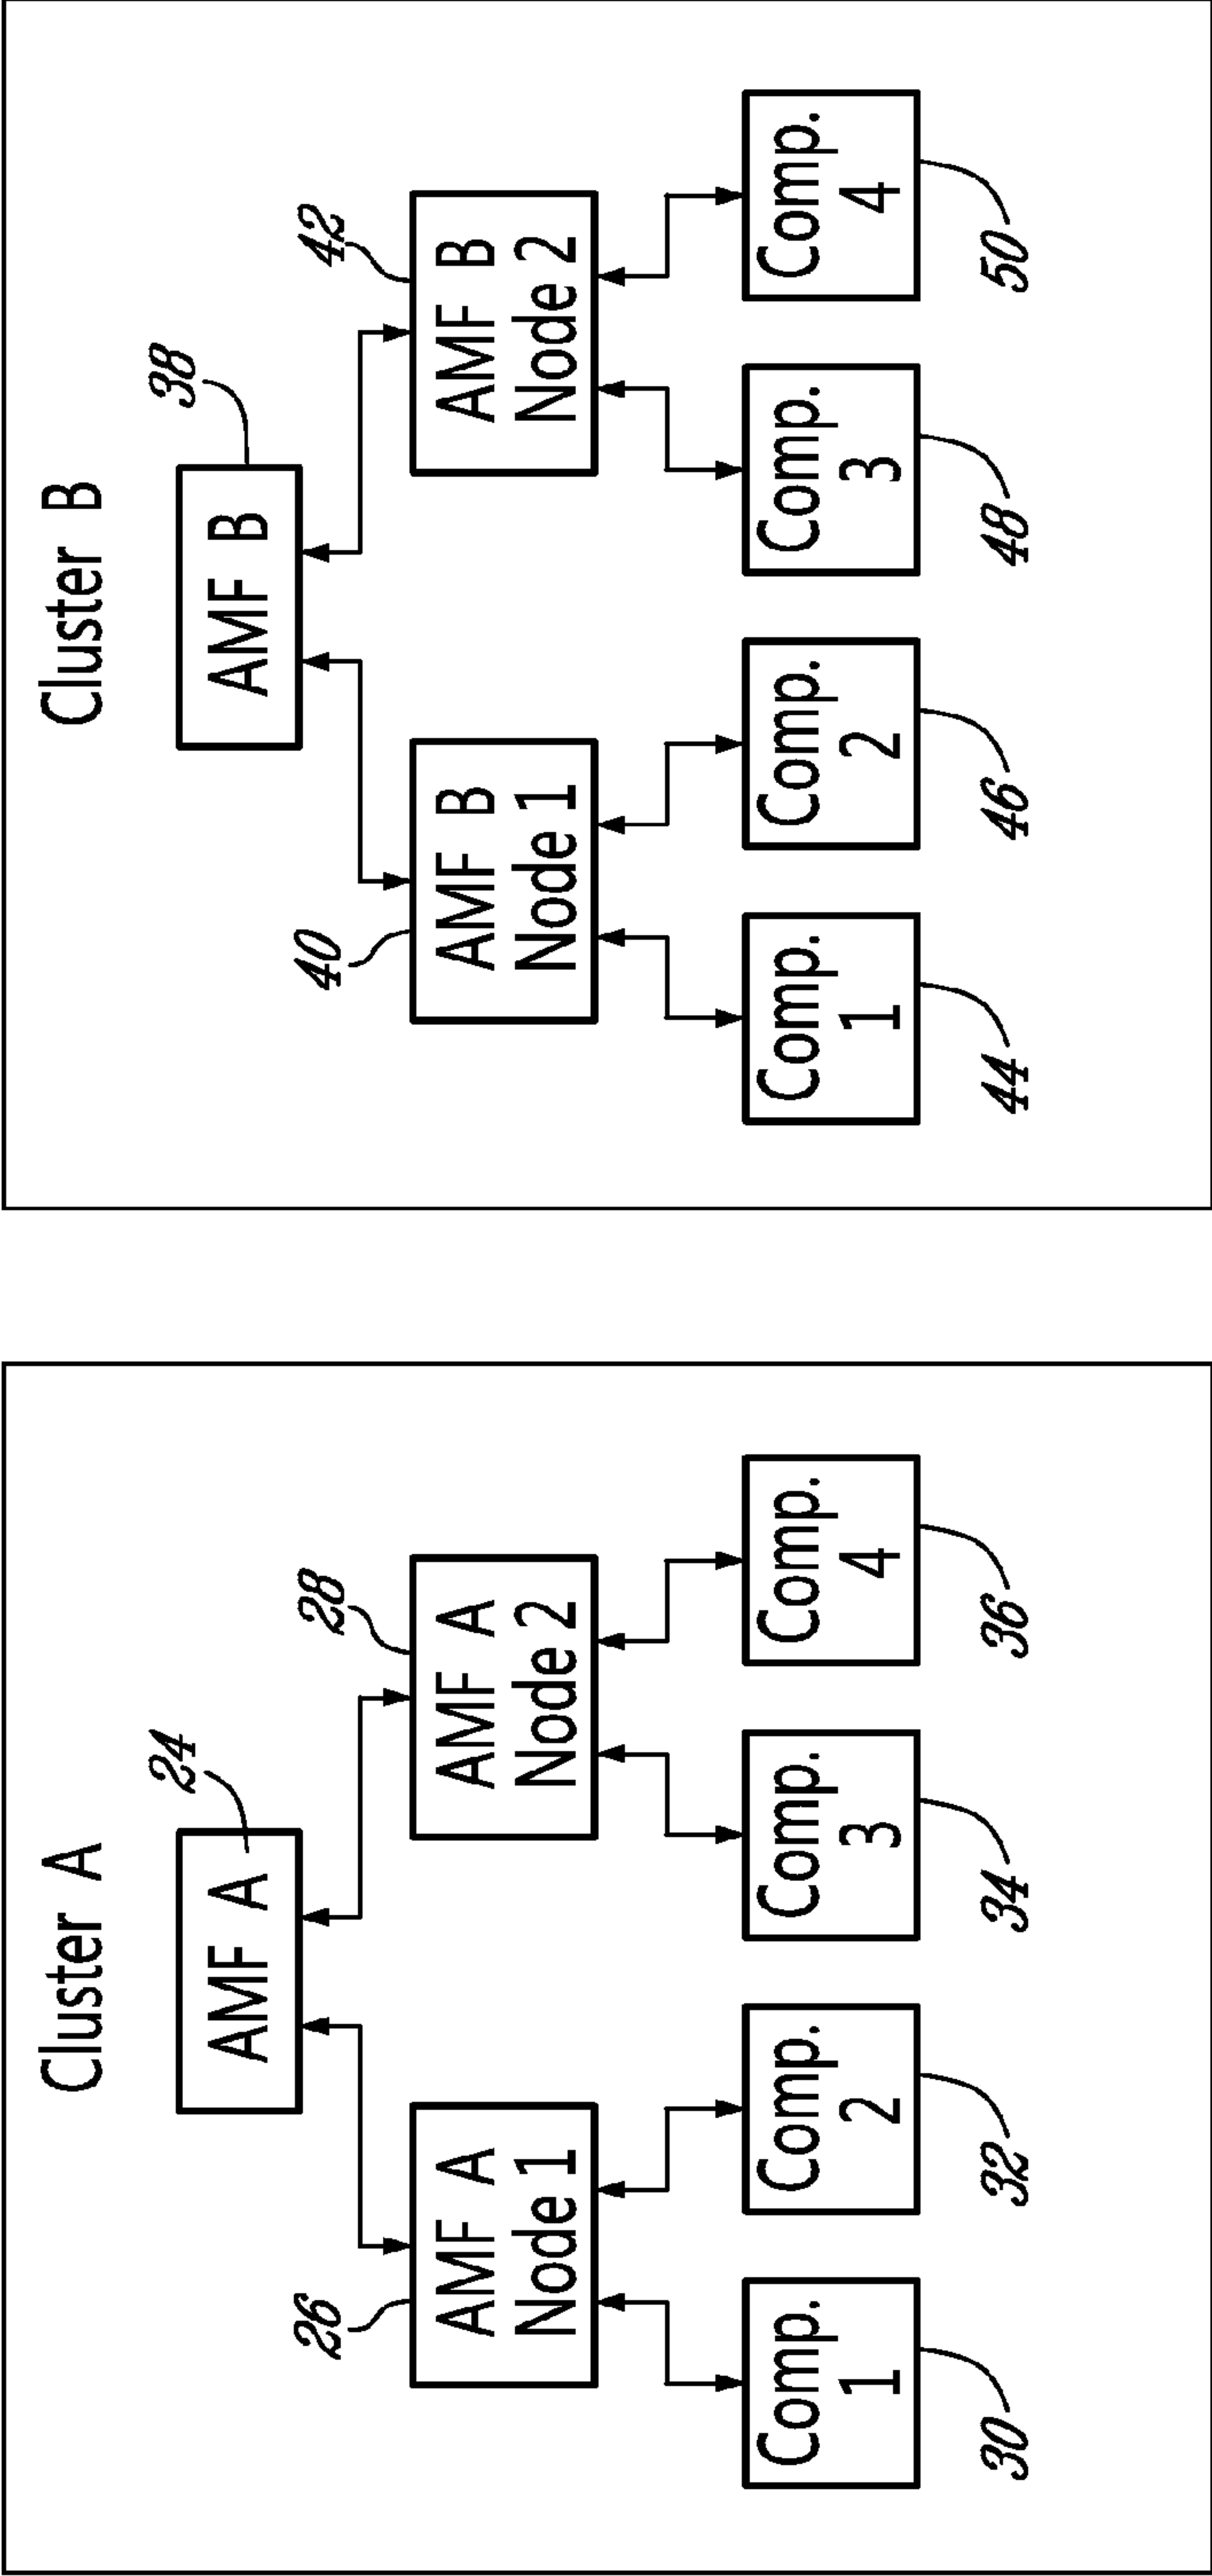 Cluster A
24
AMF A
26
28
AMF A
Node 1
AMF A
Node 2
Comp.
1
Comp.
2
Comp.
3
Comp.
4
30
32
34
36
Cluster B
38
AMF B
40
42
AMF B
Node 1
AMF B
Node 2
Comp.
1
Comp.
2
Comp.
3
Comp.
4
44
46
48
50